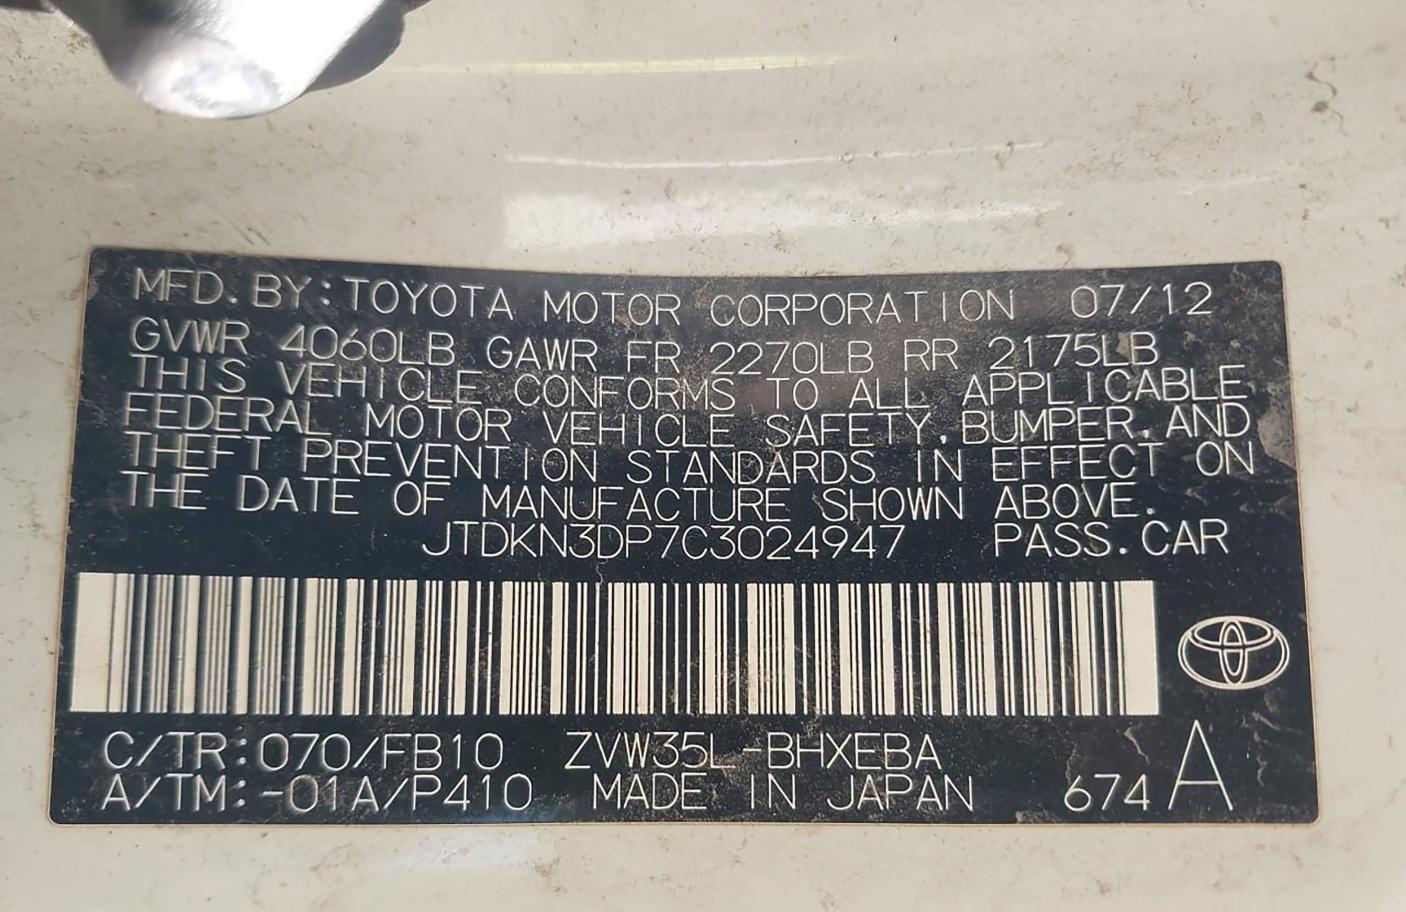 MFD. BY: TOYOTA MOTOR CORPORATION 07/12
GVWR 4060LB GAWR FR 2270LB RR 2175LB
THIS VEHICLE CONFORMS TO ALL APPLICABLE
FEDERAL MOTOR VEHICLE SAFETY, BUMPER, AND
THEFT PREVENTION STANDARDS IN EFFECT ON
THE DATE OF MANUFACTURE SHOWN ABOVE.
JTDKN3DP7C3024947 PASS. CAR
C/TR: 070/FB10 ZVW35L-BHXEBA
A/TM: -01A/P410 MADE IN JAPAN 674 A